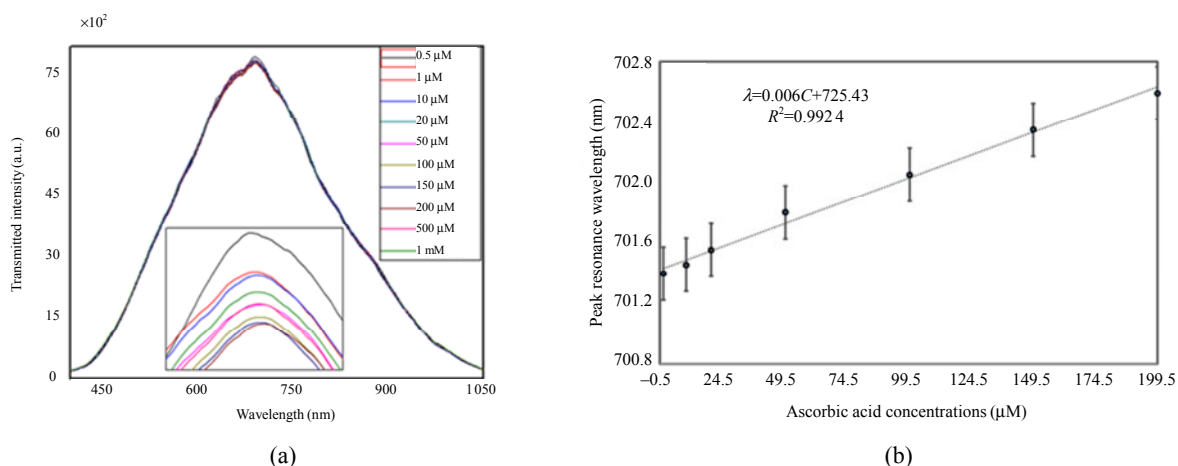 ×10²
75
60
45
30
15
0
Transmitted intensity (a.u.)
0.5 µM
1 µM
10 µM
20 µM
50 µM
100 µM
150 µM
200 µM
500 µM
1 mM
450 600 750 900 1050
Wavelength (nm)
(a)
702.8
702.4
702.0
701.6
701.2
700.8
Peak resonance wavelength (nm)
λ=0.006C+725.43
R²=0.992 4
–0.5 24.5 49.5 99.5 124.5 149.5 174.5 199.5
Ascorbic acid concentrations (µM)
(b)